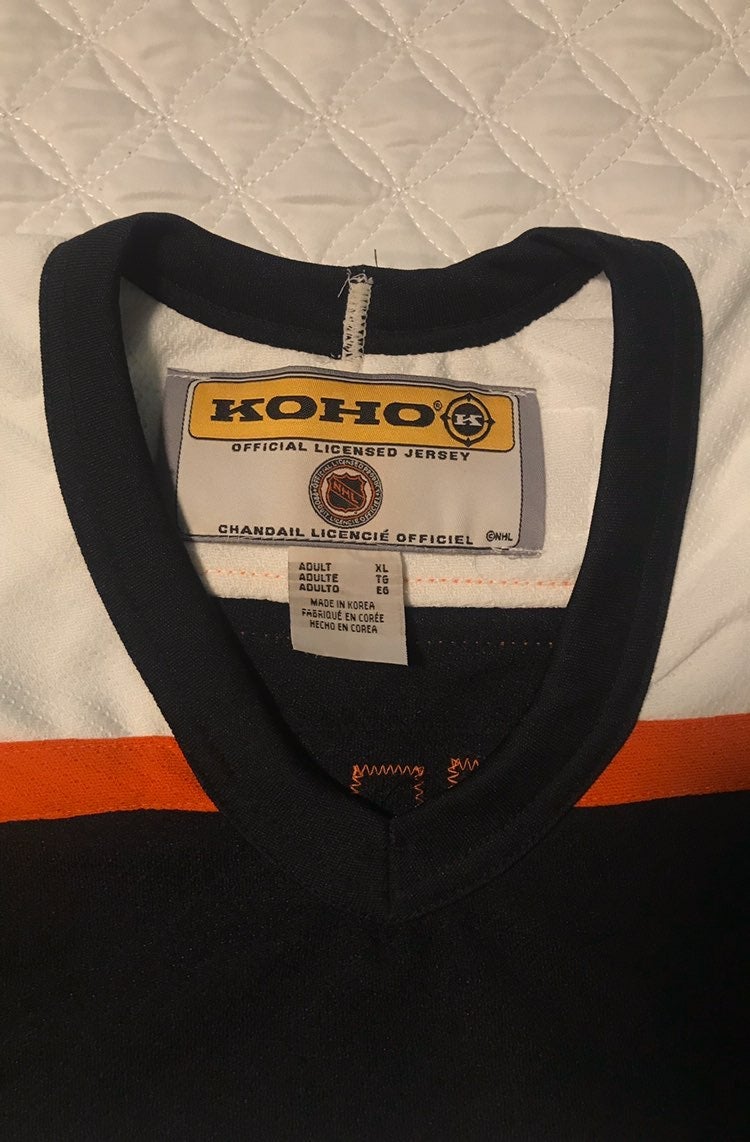 KOHO® K
OFFICIAL LICENSED JERSEY
NHL
CHANDAIL LICENCIÉ OFFICIEL ©NHL
ADULT XL
ADULTE TG
ADULTO EG
MADE IN KOREA
FABRIQUÉ EN CORÉE
HECHO EN COREA